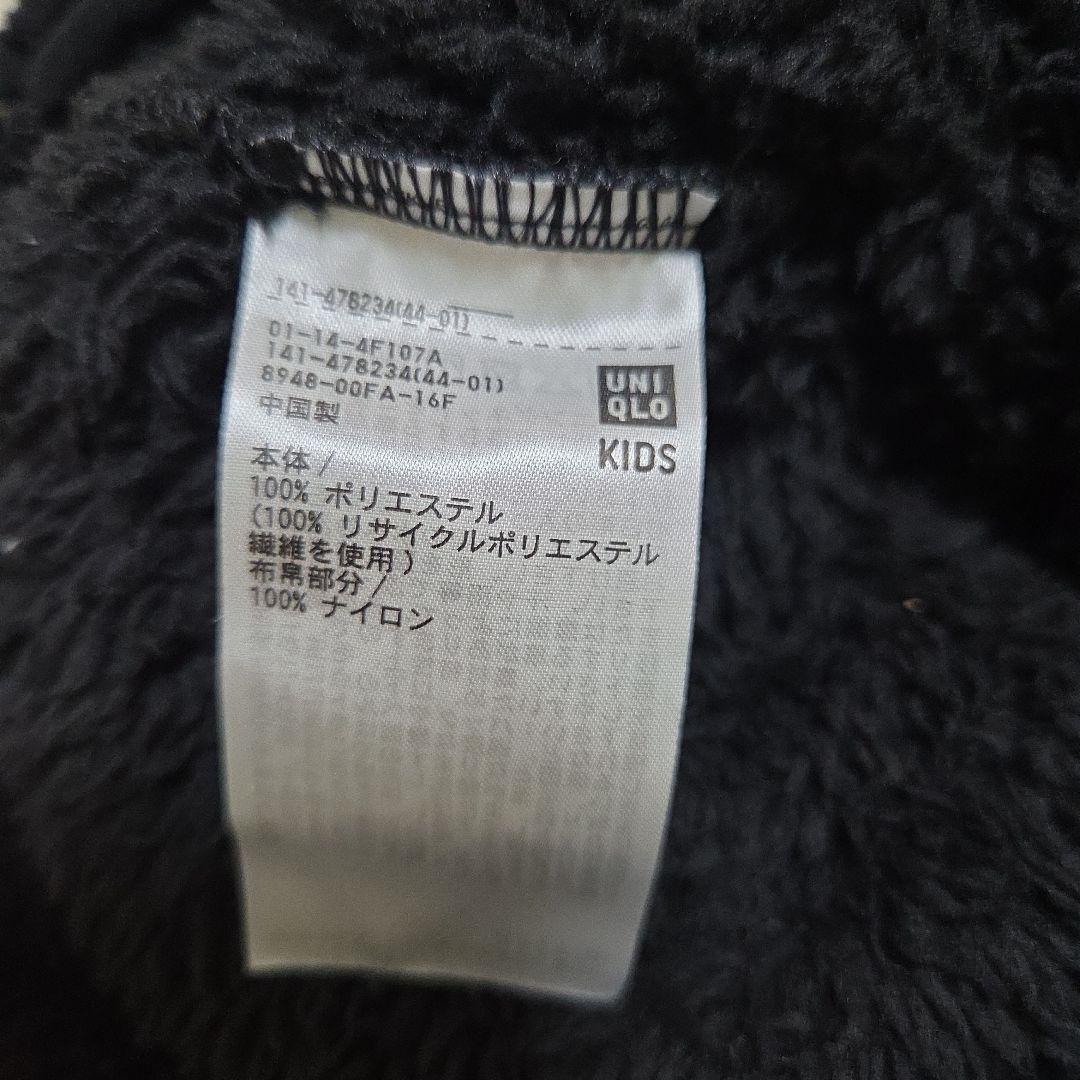 141-478234(44-01)
01-14-4F107A
141-478234(44-01)
8948-00FA-16F
中国製
UNI
QLO
KIDS
本体/
100% ポリエステル
(100% リサイクルポリエステル
繊維を使用)
布帛部分/
100% ナイロン